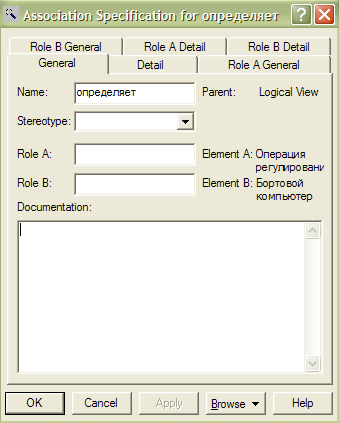 Association Specification for определяет
Role B General Role A Detail Role B Detail
General Detail Role A General
Name: определяет Parent: Logical View
Stereotype:
Role A: Element A: Операция
регулировани
Role B: Element B: Бортовой
компьютер
Documentation:
OK Cancel Apply Browse Help